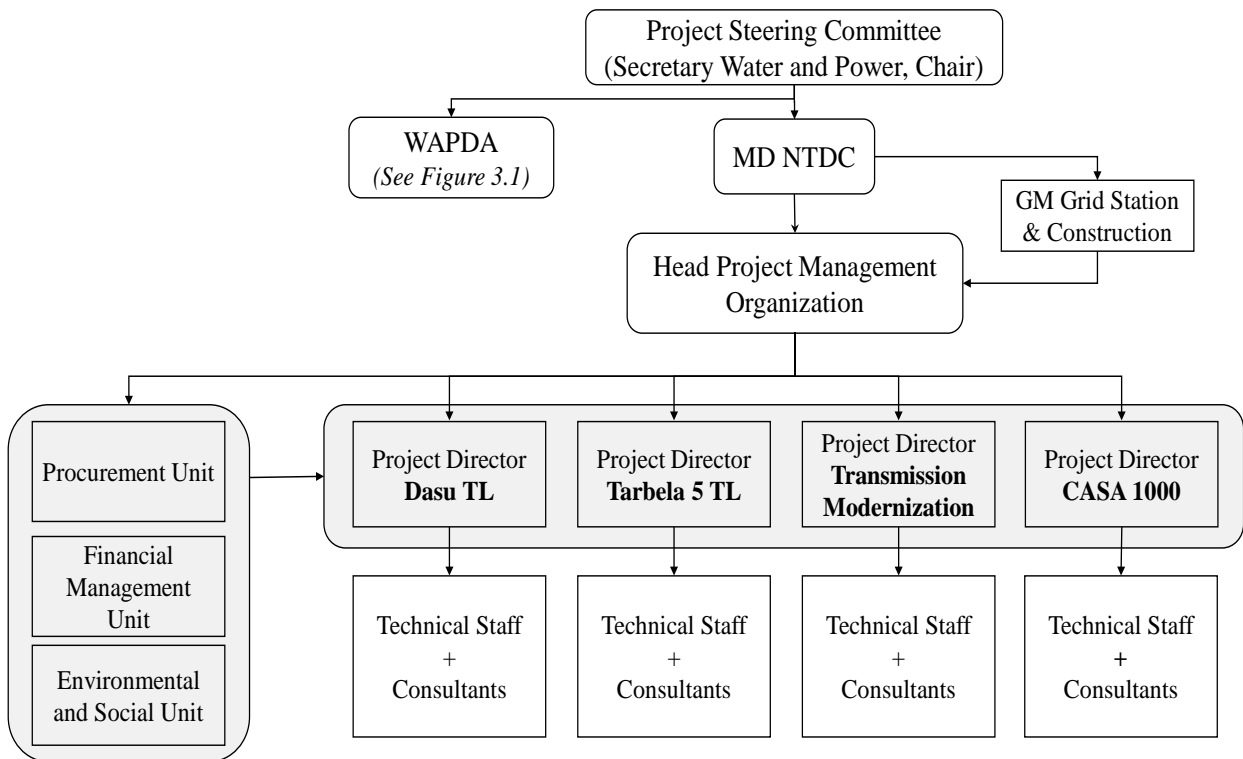 Project Steering Committee
(Secretary Water and Power, Chair)
WAPDA
(See Figure 3.1)
MD NTDC
GM Grid Station
& Construction
Head Project Management
Organization
Procurement Unit
Financial
Management
Unit
Environmental
and Social Unit
Project Director
Dasu TL
Project Director
Tarbela 5 TL
Project Director
Transmission
Modernization
Project Director
CASA 1000
Technical Staff
+
Consultants
Technical Staff
+
Consultants
Technical Staff
+
Consultants
Technical Staff
+
Consultants